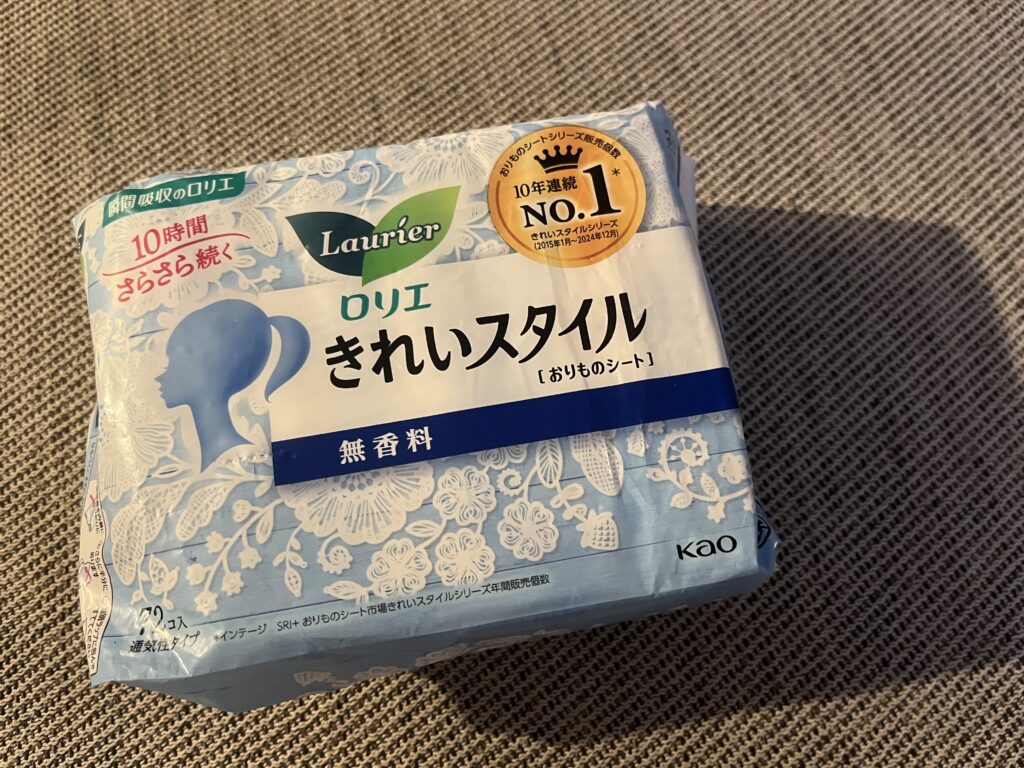 瞬間吸収のロリエ
10時間
さらさら続く
Laurier
おりものシートシリーズ販売個数
10年連続
NO.1*
きれいスタイルシリーズ
(2015年1月~2024年12月)
ロリエ
きれいスタイル
[おりものシート]
無香料
Kao
72コ入
通気性タイプ
*インテージ SRI+ おりものシート市場きれいスタイルシリーズ年間販売個数